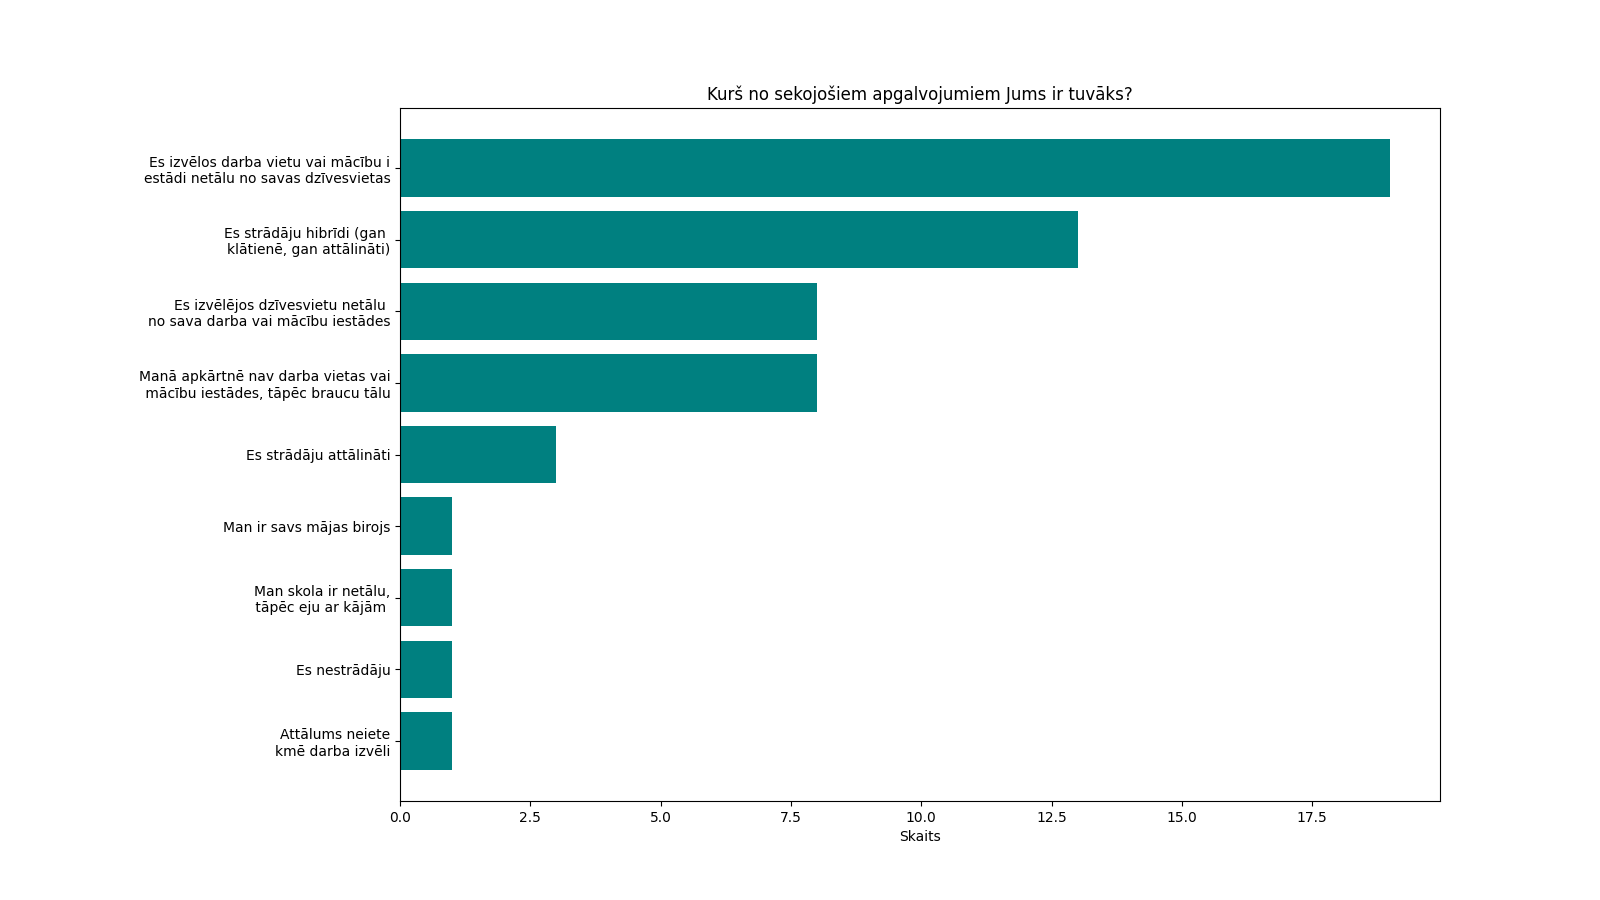 Kurš no sekojošiem apgalvojumiem Jums ir tuvāks?
Es izvēlos darba vietu vai mācību i
estādi netālu no savas dzīvesvietas
Es strādāju hibrīdi (gan
klātienē, gan attālināti)
Es izvēlējos dzīvesvietu netālu
no sava darba vai mācību iestādes
Manā apkārtnē nav darba vietas vai
mācību iestādes, tāpēc braucu tālu
Es strādāju attālināti
Man ir savs mājas birojs
Man skola ir netālu,
tāpēc eju ar kājām
Es nestrādāju
Attālums neiete
kmē darba izvēli
0.0 2.5 5.0 7.5 10.0 12.5 15.0 17.5
Skaits